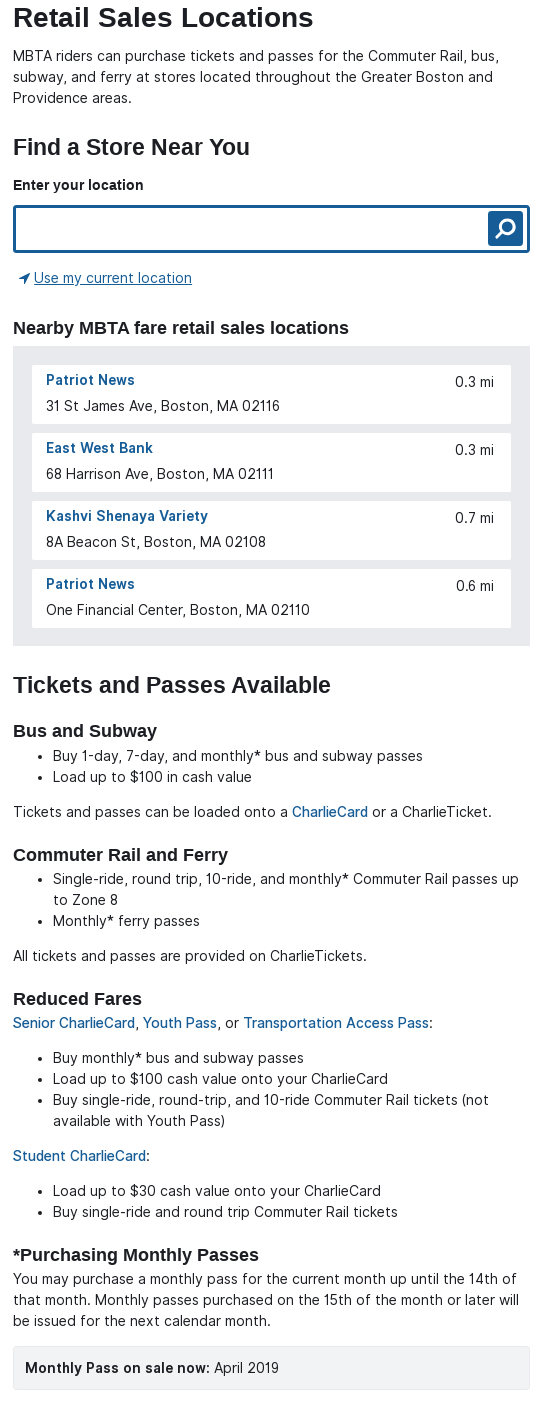 Retail Sales Locations
MBTA riders can purchase tickets and passes for the Commuter Rail, bus,
subway, and ferry at stores located throughout the Greater Boston and
Providence areas.
Find a Store Near You
Enter your location
Use my current location
Nearby MBTA fare retail sales locations
Patriot News 0.3 mi
31 St James Ave, Boston, MA 02116
East West Bank 0.3 mi
68 Harrison Ave, Boston, MA 02111
Kashvi Shenaya Variety 0.7 mi
8A Beacon St, Boston, MA 02108
Patriot News 0.6 mi
One Financial Center, Boston, MA 02110
Tickets and Passes Available
Bus and Subway
• Buy 1-day, 7-day, and monthly* bus and subway passes
• Load up to $100 in cash value
Tickets and passes can be loaded onto a CharlieCard or a CharlieTicket.
Commuter Rail and Ferry
• Single-ride, round trip, 10-ride, and monthly* Commuter Rail passes up
to Zone 8
• Monthly* ferry passes
All tickets and passes are provided on CharlieTickets.
Reduced Fares
Senior CharlieCard, Youth Pass, or Transportation Access Pass:
• Buy monthly* bus and subway passes
• Load up to $100 cash value onto your CharlieCard
• Buy single-ride, round-trip, and 10-ride Commuter Rail tickets (not
available with Youth Pass)
Student CharlieCard:
• Load up to $30 cash value onto your CharlieCard
• Buy single-ride and round trip Commuter Rail tickets
*Purchasing Monthly Passes
You may purchase a monthly pass for the current month up until the 14th of
that month. Monthly passes purchased on the 15th of the month or later will
be issued for the next calendar month.
Monthly Pass on sale now: April 2019